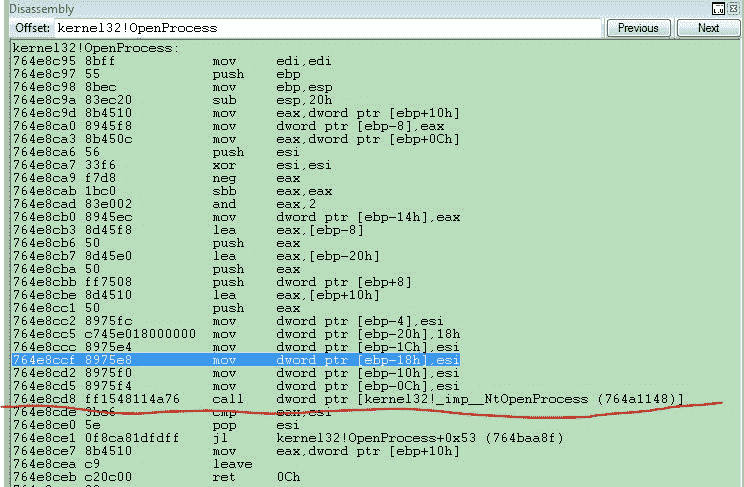 Disassembly
Offset: kernel32!OpenProcess Previous Next
kernel32!OpenProcess:
764e8c95 8bff mov edi,edi
764e8c97 55 push ebp
764e8c98 8bec mov ebp,esp
764e8c9a 83ec20 sub esp,20h
764e8c9d 8b4510 mov eax,dword ptr [ebp+10h]
764e8ca0 8945f8 mov dword ptr [ebp-8],eax
764e8ca3 8b450c mov eax,dword ptr [ebp+0Ch]
764e8ca6 56 push esi
764e8ca7 33f6 xor esi,esi
764e8ca9 f7d8 neg eax
764e8cab 1bc0 sbb eax,eax
764e8cad 83e002 and eax,2
764e8cb0 8945ec mov dword ptr [ebp-14h],eax
764e8cb3 8d45f8 lea eax,[ebp-8]
764e8cb6 50 push eax
764e8cb7 8d45e0 lea eax,[ebp-20h]
764e8cba 50 push eax
764e8cbb ff7508 push dword ptr [ebp+8]
764e8cbe 8d4510 lea eax,[ebp+10h]
764e8cc1 50 push eax
764e8cc2 8975fc mov dword ptr [ebp-4],esi
764e8cc5 c745e018000000 mov dword ptr [ebp-20h],18h
764e8ccc 8975e4 mov dword ptr [ebp-1Ch],esi
764e8ccf 8975e8 mov dword ptr [ebp-18h],esi
764e8cd2 8975f0 mov dword ptr [ebp-10h],esi
764e8cd5 8975f4 mov dword ptr [ebp-0Ch],esi
764e8cd8 ff1548114a76 call dword ptr [kernel32!_imp__NtOpenProcess (764a1148)]
764e8cde 3bc6 cmp eax,esi
764e8ce0 5e pop esi
764e8ce1 0f8ca81dfdff jl kernel32!OpenProcess+0x53 (764baa8f)
764e8ce7 8b4510 mov eax,dword ptr [ebp+10h]
764e8cea c9 leave
764e8ceb c20c00 ret 0Ch